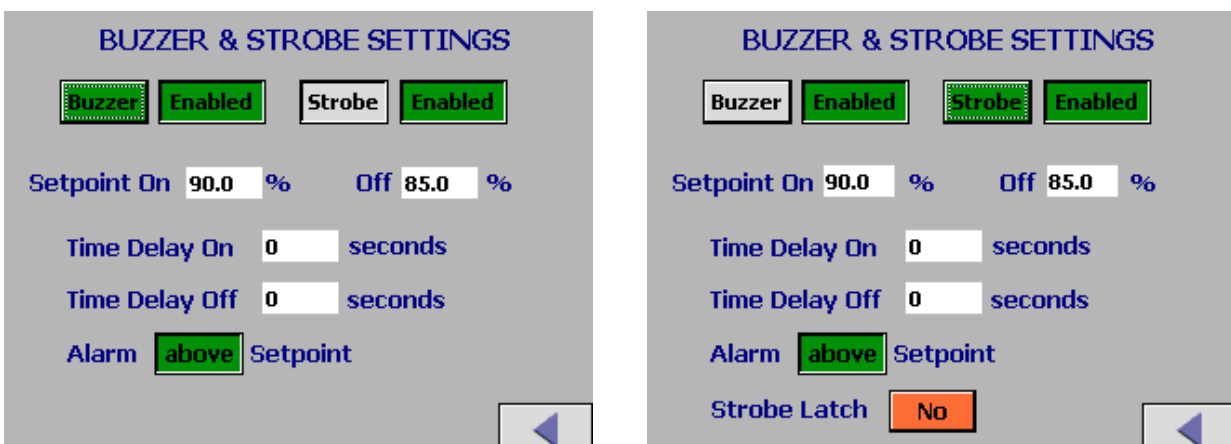 BUZZER & STROBE SETTINGS
Buzzer Enabled Strobe Enabled
Setpoint On 90.0 % Off 85.0 %
Time Delay On 0 seconds
Time Delay Off 0 seconds
Alarm above Setpoint
BUZZER & STROBE SETTINGS
Buzzer Enabled Strobe Enabled
Setpoint On 90.0 % Off 85.0 %
Time Delay On 0 seconds
Time Delay Off 0 seconds
Alarm above Setpoint
Strobe Latch No